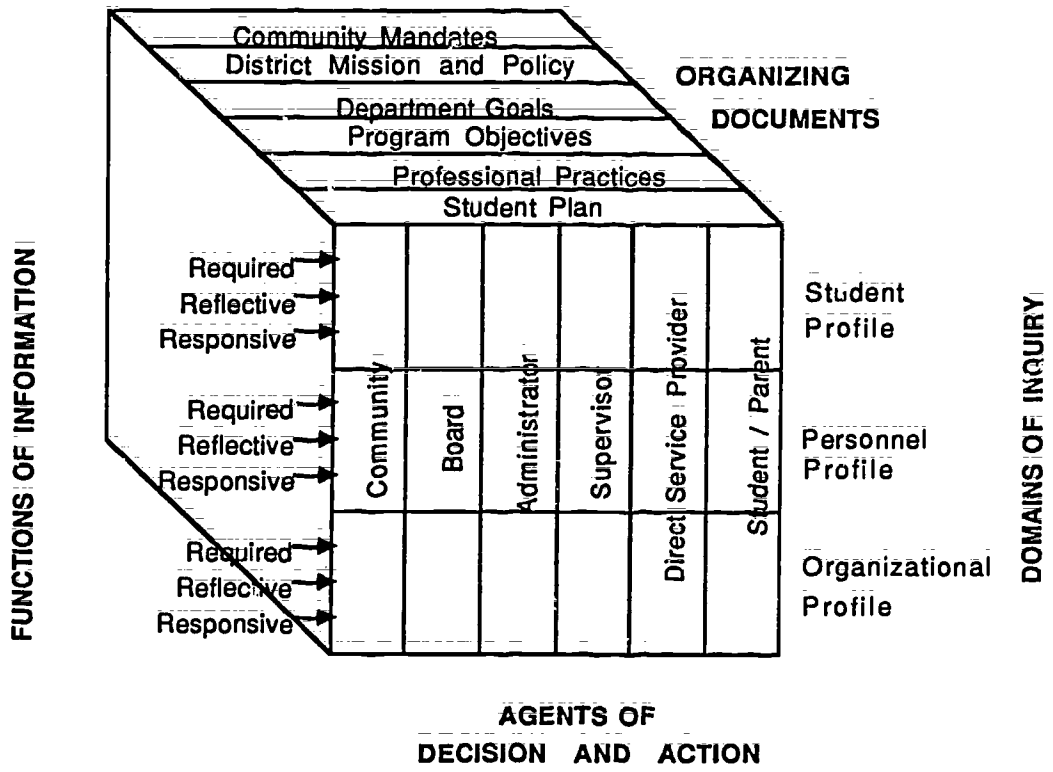 Community Mandates
District Mission and Policy
Department Goals
Program Objectives
Professional Practices
Student Plan
ORGANIZING
DOCUMENTS
FUNCTIONS OF INFORMATION
Required
Reflective
Responsive
Required
Reflective
Responsive
Required
Reflective
Responsive
Community
Board
Administrator
Supervisor
Direct Service Provider
Student / Parent
Student
Profile
Personnel
Profile
Organizational
Profile
DOMAINS OF INQUIRY
AGENTS OF
DECISION AND ACTION